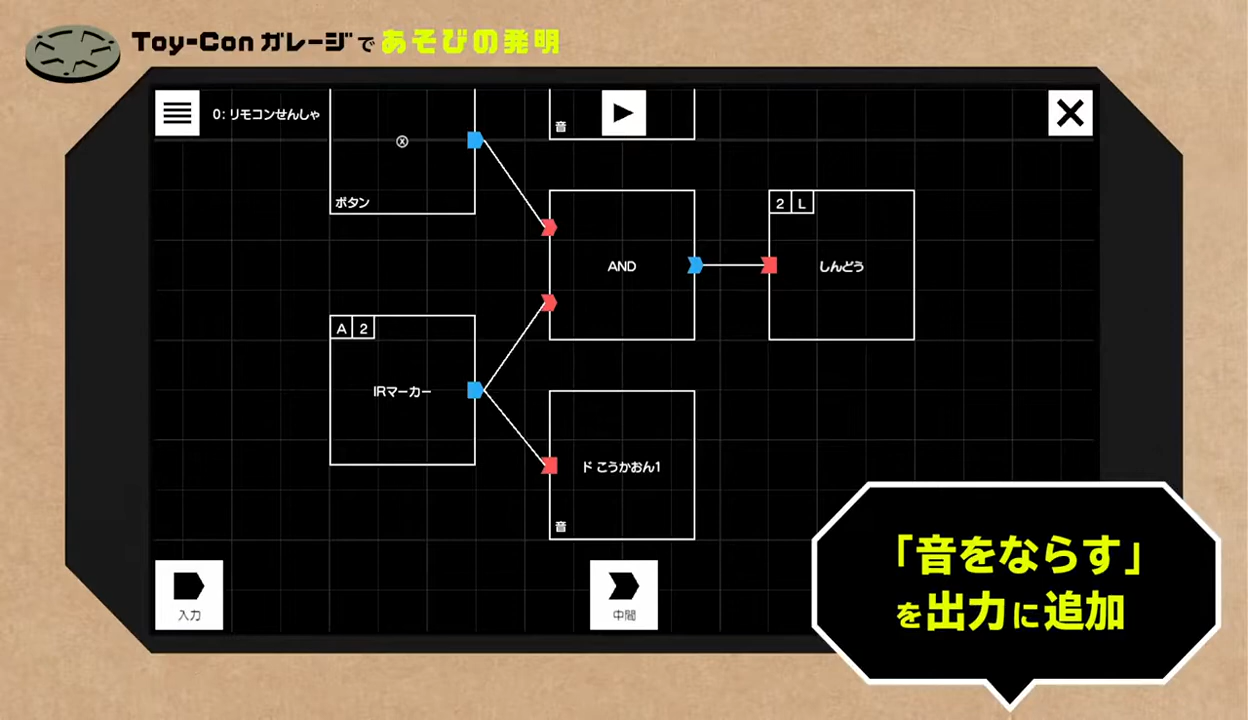 Toy-Con ガレージで あそびの発明
0: リモコンせんしゃ
音
ボタン
2 L
AND
しんどう
A 2
IRマーカー
ド こうかおん1
音
「音をならす」
を出力に追加
入力
中間